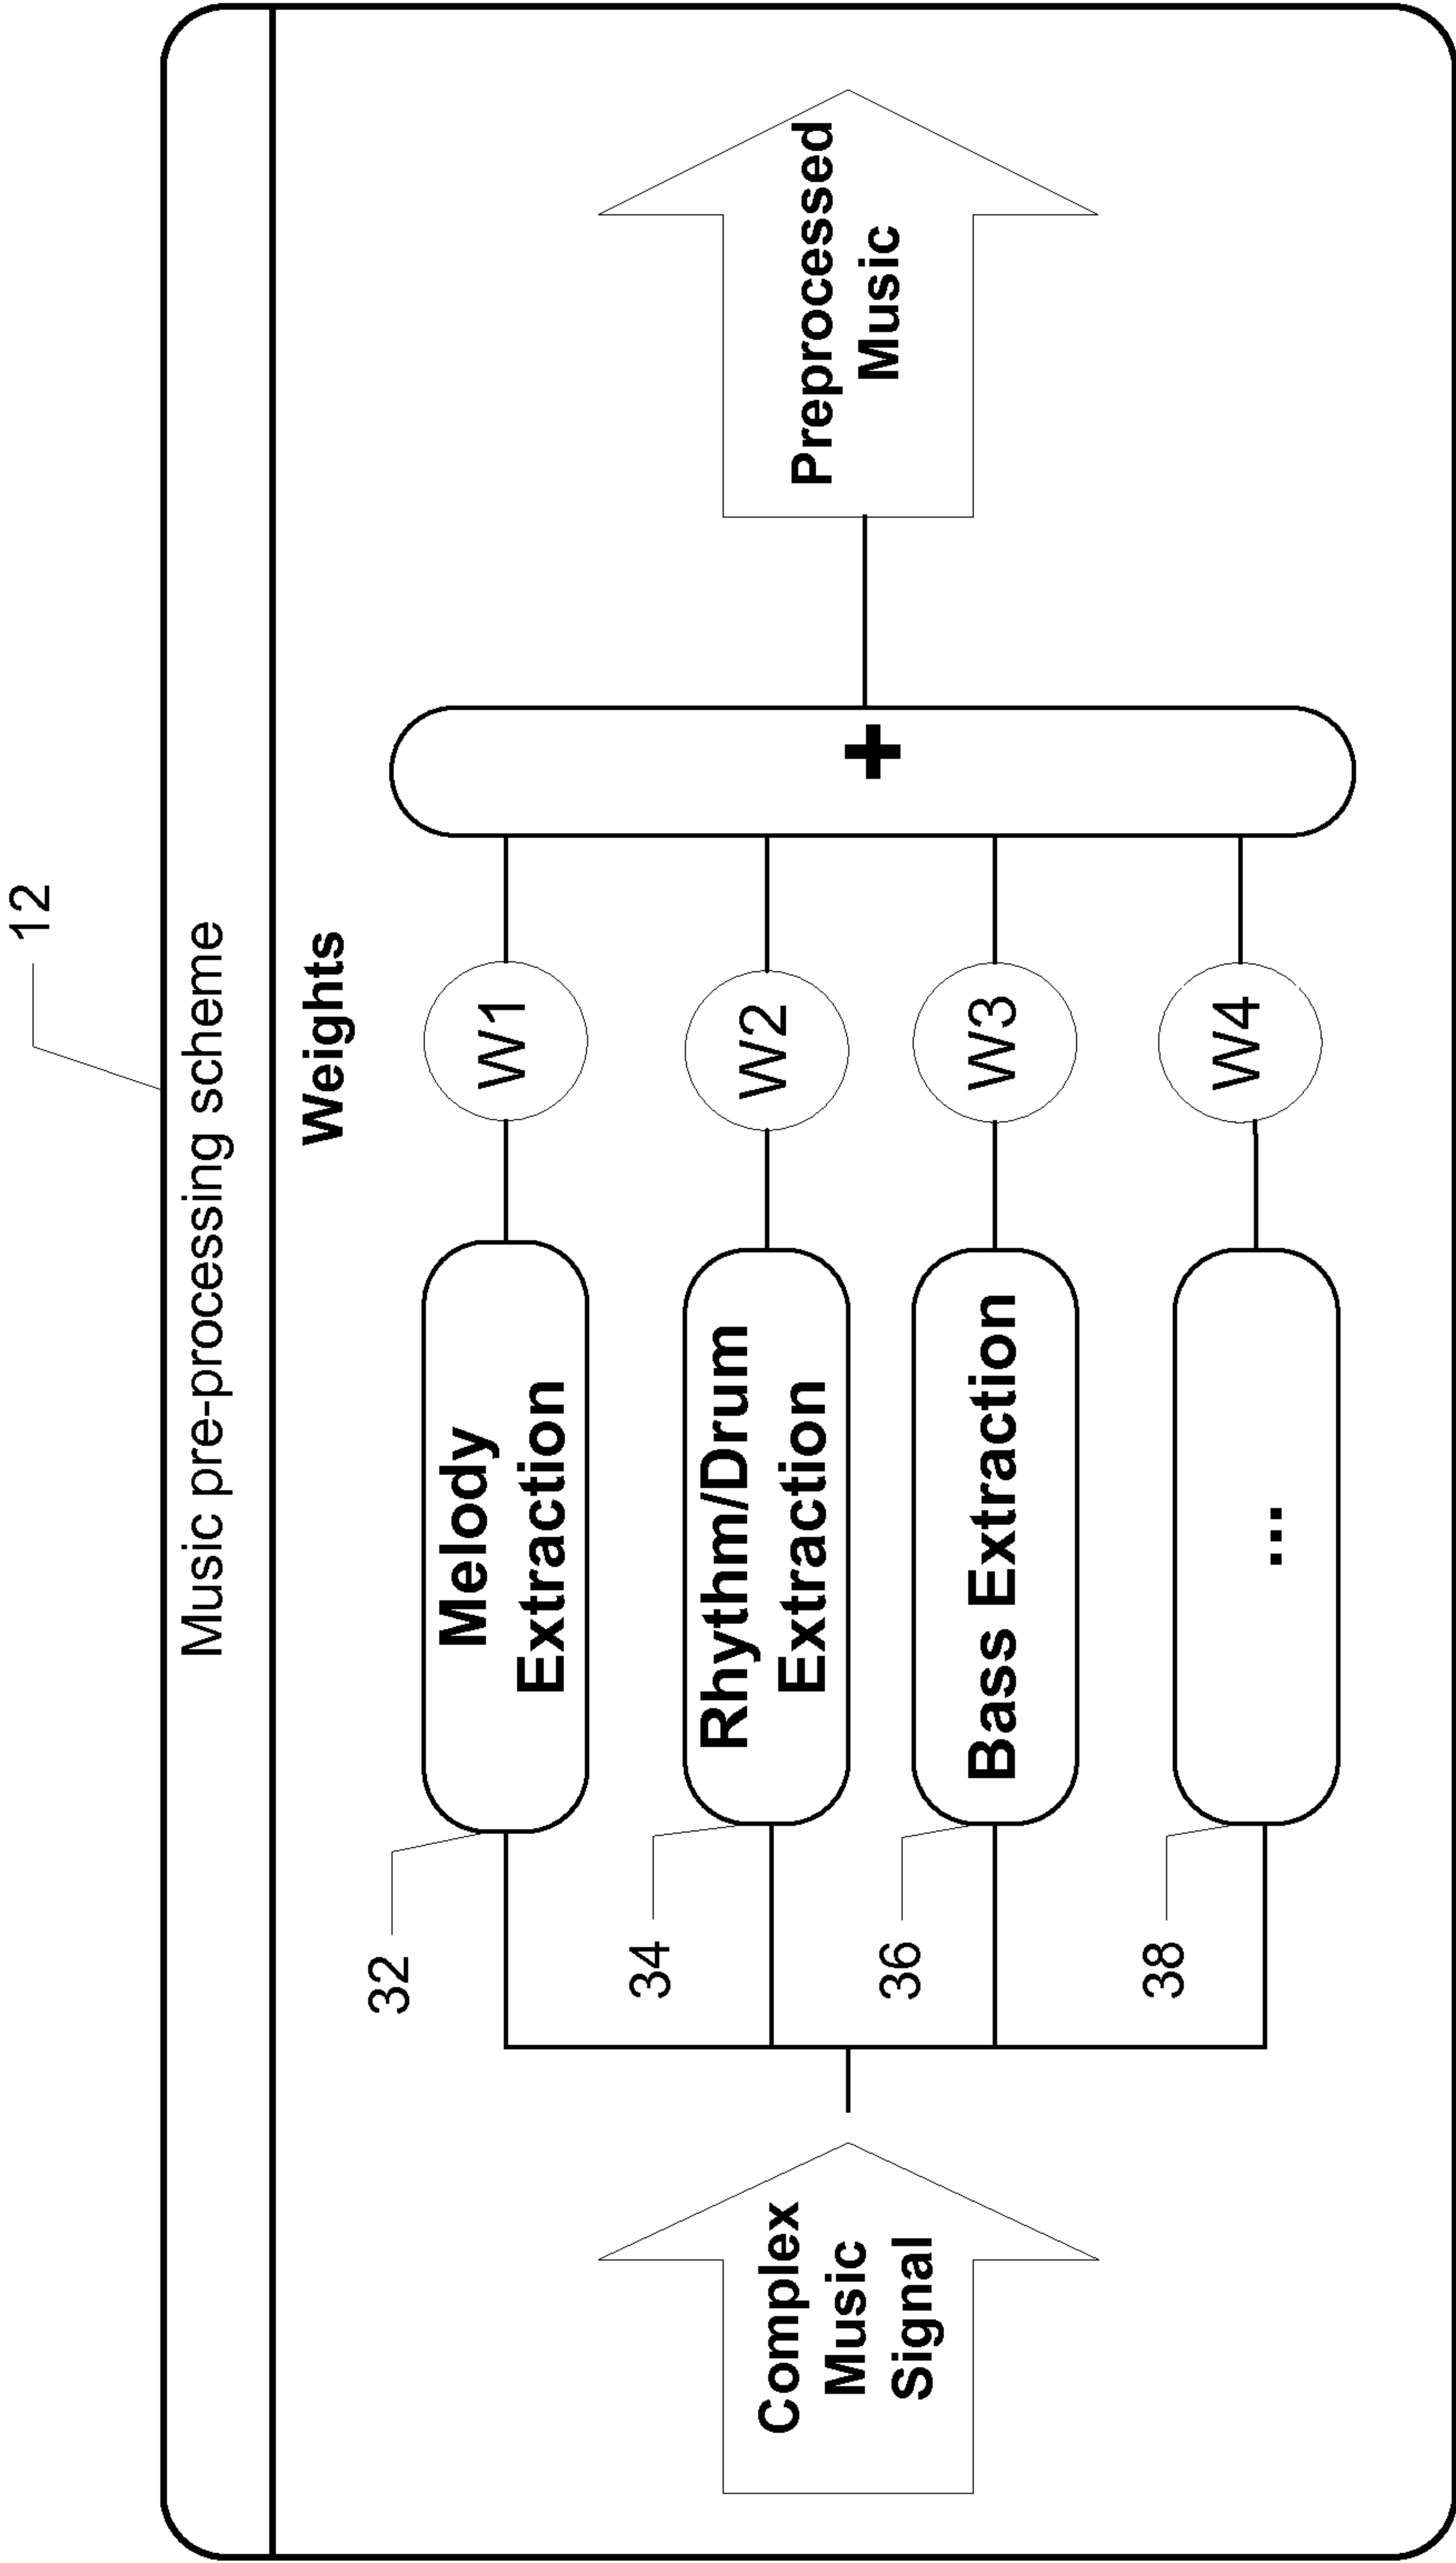 12
Music pre-processing scheme
Weights
32
Melody
Extraction
W1
34
Rhythm/Drum
Extraction
W2
Complex
Music
Signal
+
Preprocessed
Music
36
Bass Extraction
W3
38
...
W4